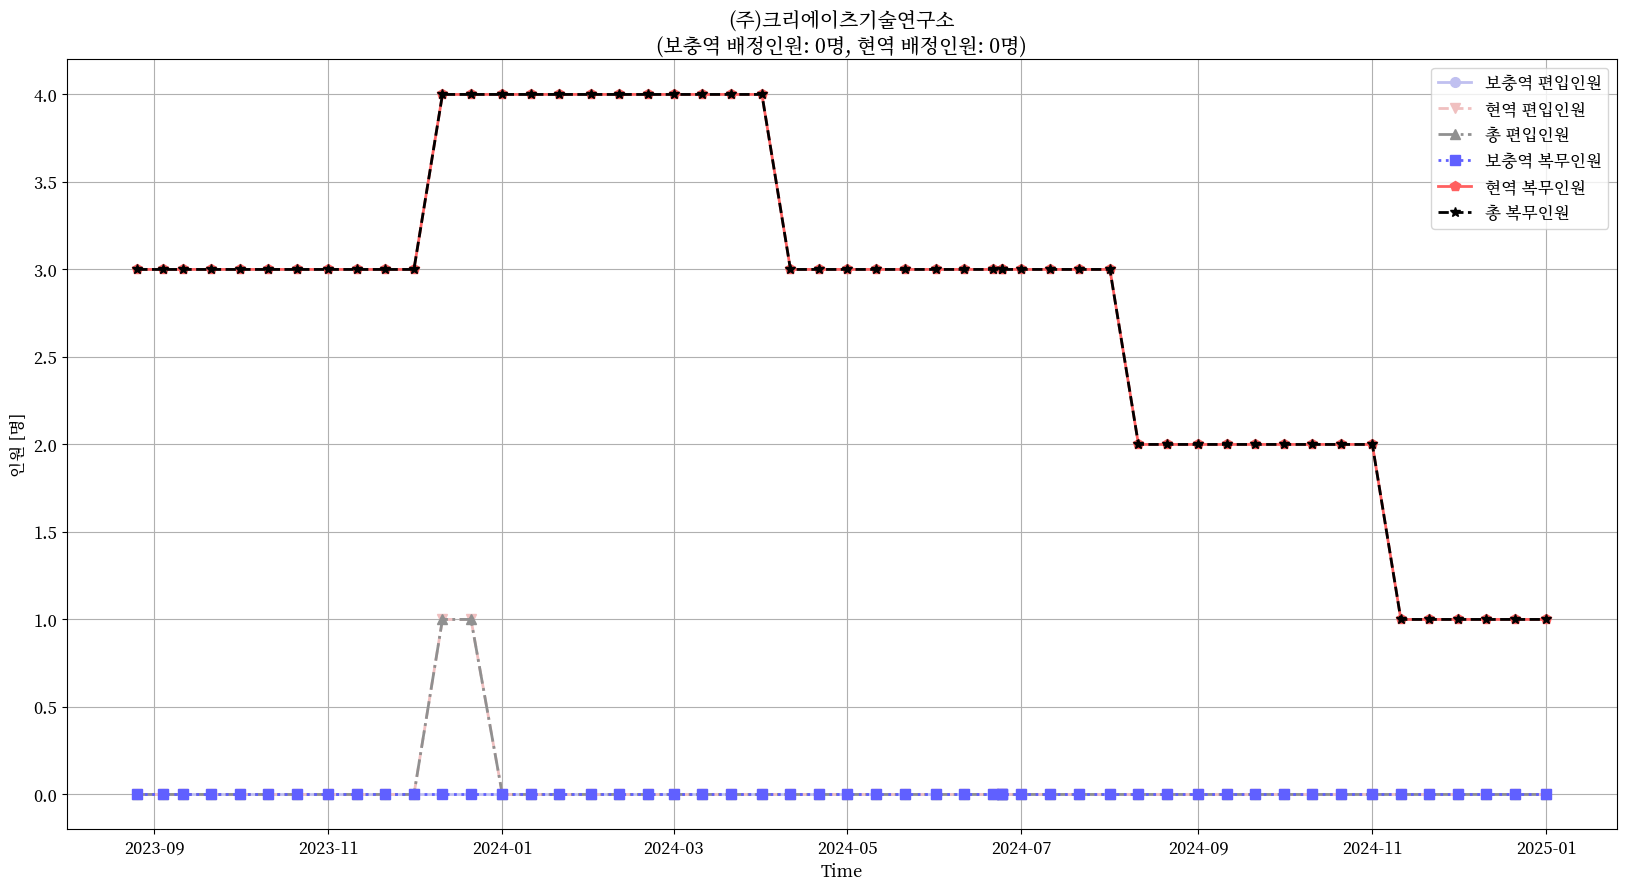 (주)크리에이츠기술연구소
(보충역 배정인원: 0명, 현역 배정인원: 0명)
보충역 편입인원
현역 편입인원
총 편입인원
보충역 복무인원
현역 복무인원
총 복무인원
4.0
3.5
3.0
2.5
2.0
1.5
1.0
0.5
0.0
인원 [명]
2023-09 2023-11 2024-01 2024-03 2024-05 2024-07 2024-09 2024-11 2025-01
Time